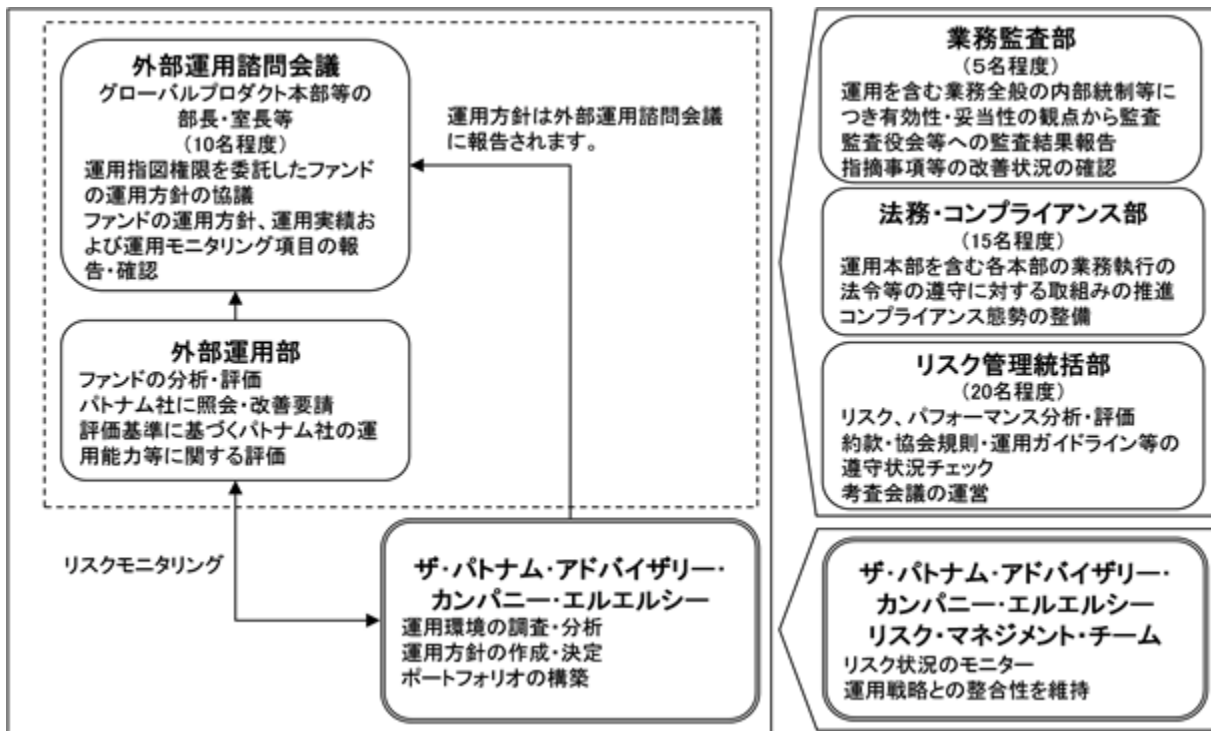 外部運用諮問会議
グローバルプロダクト本部等の
部長・室長等
（10名程度）
運用指図権限を委託したファンド
の運用方針の協議
ファンドの運用方針、運用実績お
よび運用モニタリング項目の報
告・確認
運用方針は外部運用諮問会議
に報告されます。
外部運用部
ファンドの分析・評価
パトナム社に照会・改善要請
評価基準に基づくパトナム社の運
用能力等に関する評価
リスクモニタリング
ザ・パトナム・アドバイザリー・
カンパニー・エルエルシー
運用環境の調査・分析
運用方針の作成・決定
ポートフォリオの構築
業務監査部
（5名程度）
運用を含む業務全般の内部統制等に
つき有効性・妥当性の観点から監査
監査役会等への監査結果報告
指摘事項等の改善状況の確認
法務・コンプライアンス部
（15名程度）
運用本部を含む各本部の業務執行の
法令等の遵守に対する取組みの推進
コンプライアンス態勢の整備
リスク管理統括部
（20名程度）
リスク、パフォーマンス分析・評価
約款・協会規則・運用ガイドライン等の
遵守状況チェック
考査会議の運営
ザ・パトナム・アドバイザリー・
カンパニー・エルエルシー
リスク・マネジメント・チーム
リスク状況のモニター
運用戦略との整合性を維持